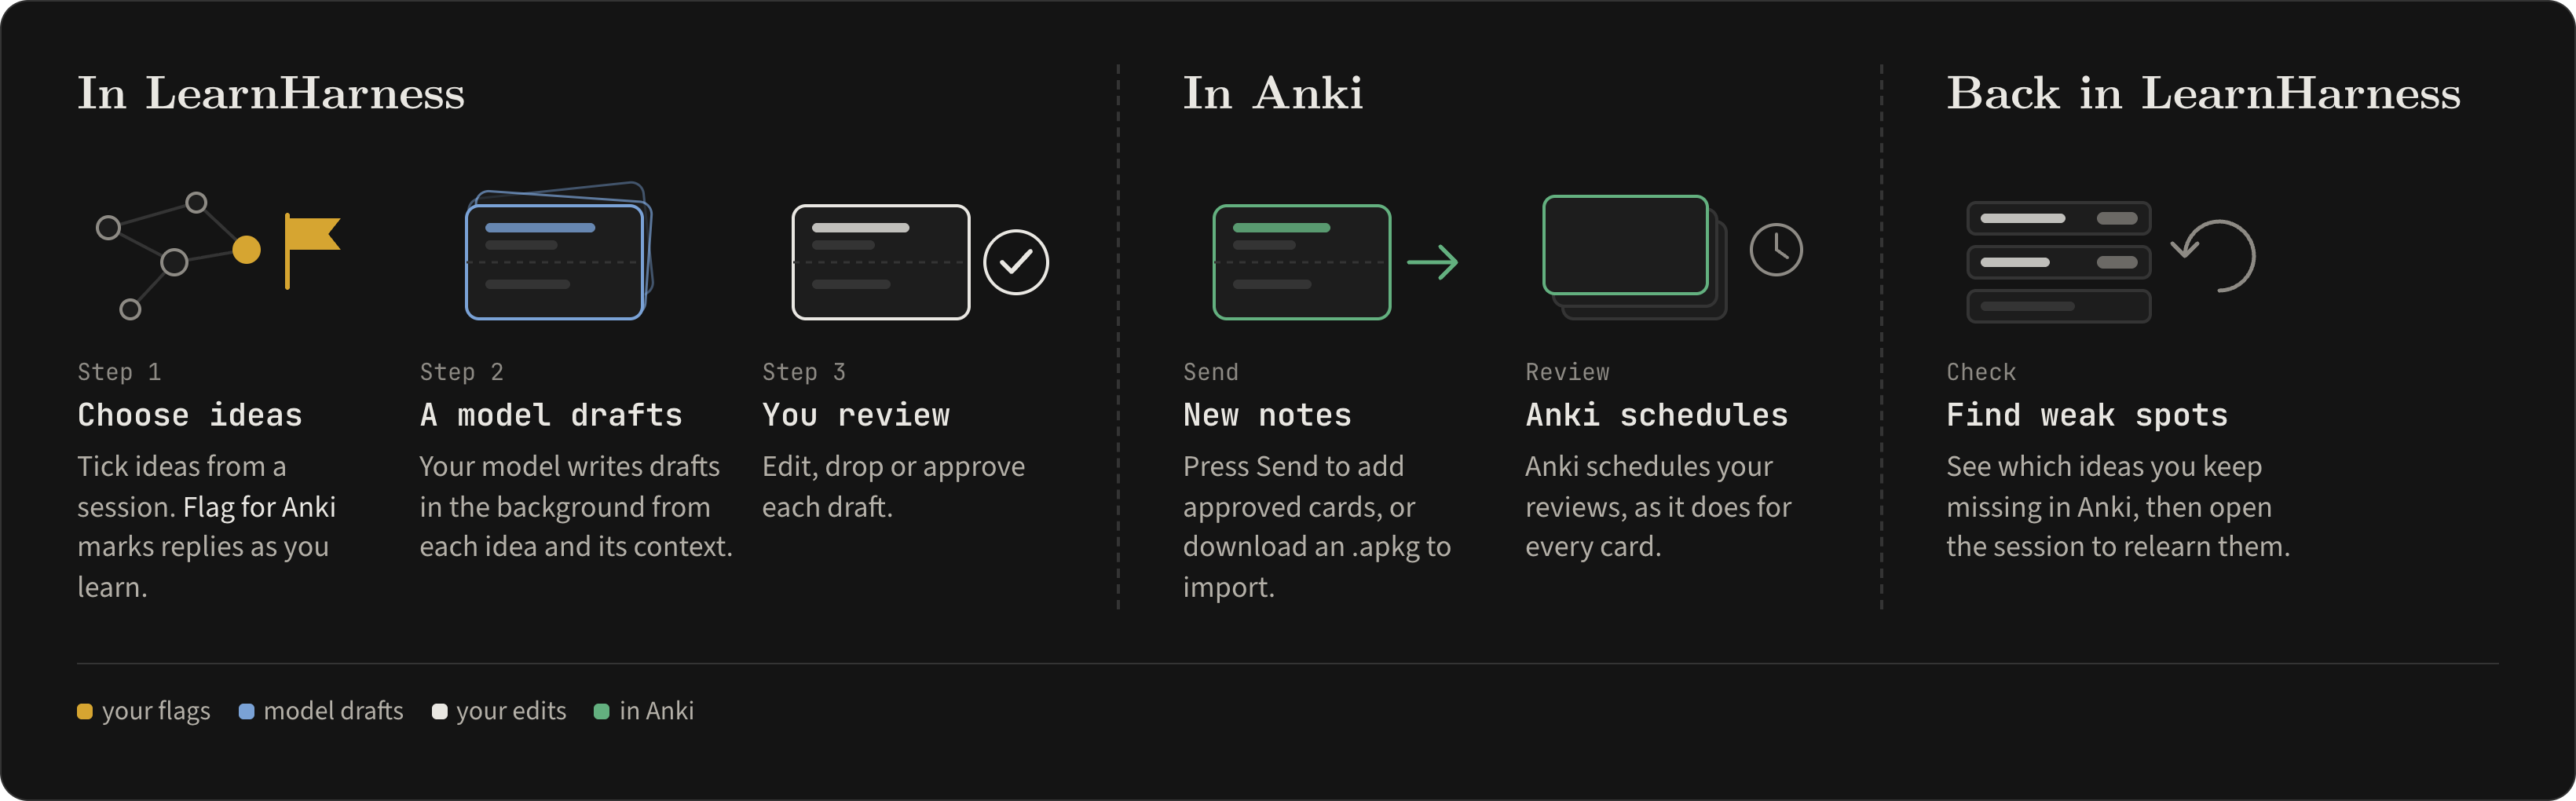 In LearnHarness
Step 1
Choose ideas
Tick ideas from a
session. Flag for Anki
marks replies as you
learn.
Step 2
A model drafts
Your model writes drafts
in the background from
each idea and its context.
Step 3
You review
Edit, drop or approve
each draft.
In Anki
Send
New notes
Press Send to add
approved cards, or
download an .apkg to
import.
Review
Anki schedules
Anki schedules your
reviews, as it does for
every card.
Back in LearnHarness
Check
Find weak spots
See which ideas you keep
missing in Anki, then open
the session to relearn them.
your flags
model drafts
your edits
in Anki